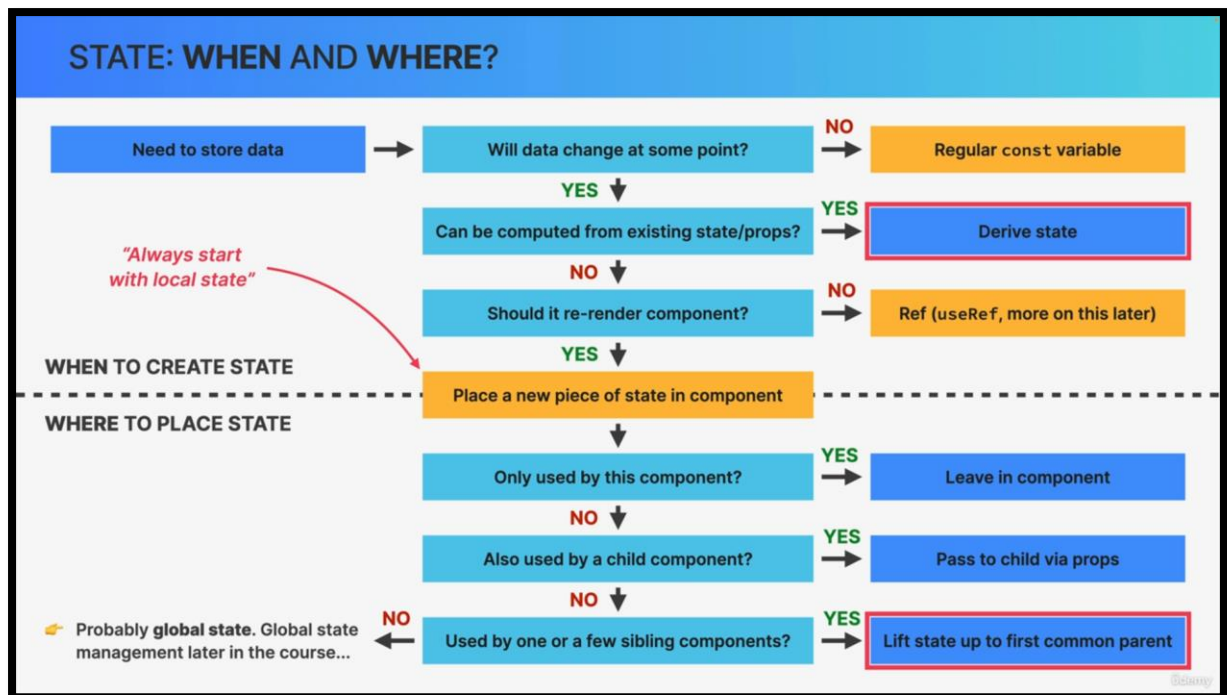 STATE: WHEN AND WHERE?
Need to store data
Will data change at some point?
NO
Regular const variable
YES
Can be computed from existing state/props?
YES
Derive state
"Always start
with local state"
NO
Should it re-render component?
NO
Ref (useRef, more on this later)
YES
WHEN TO CREATE STATE
Place a new piece of state in component
WHERE TO PLACE STATE
Only used by this component?
YES
Leave in component
NO
Also used by a child component?
YES
Pass to child via props
NO
Used by one or a few sibling components?
YES
Lift state up to first common parent
NO
👉 Probably global state. Global state
management later in the course...
Udemy